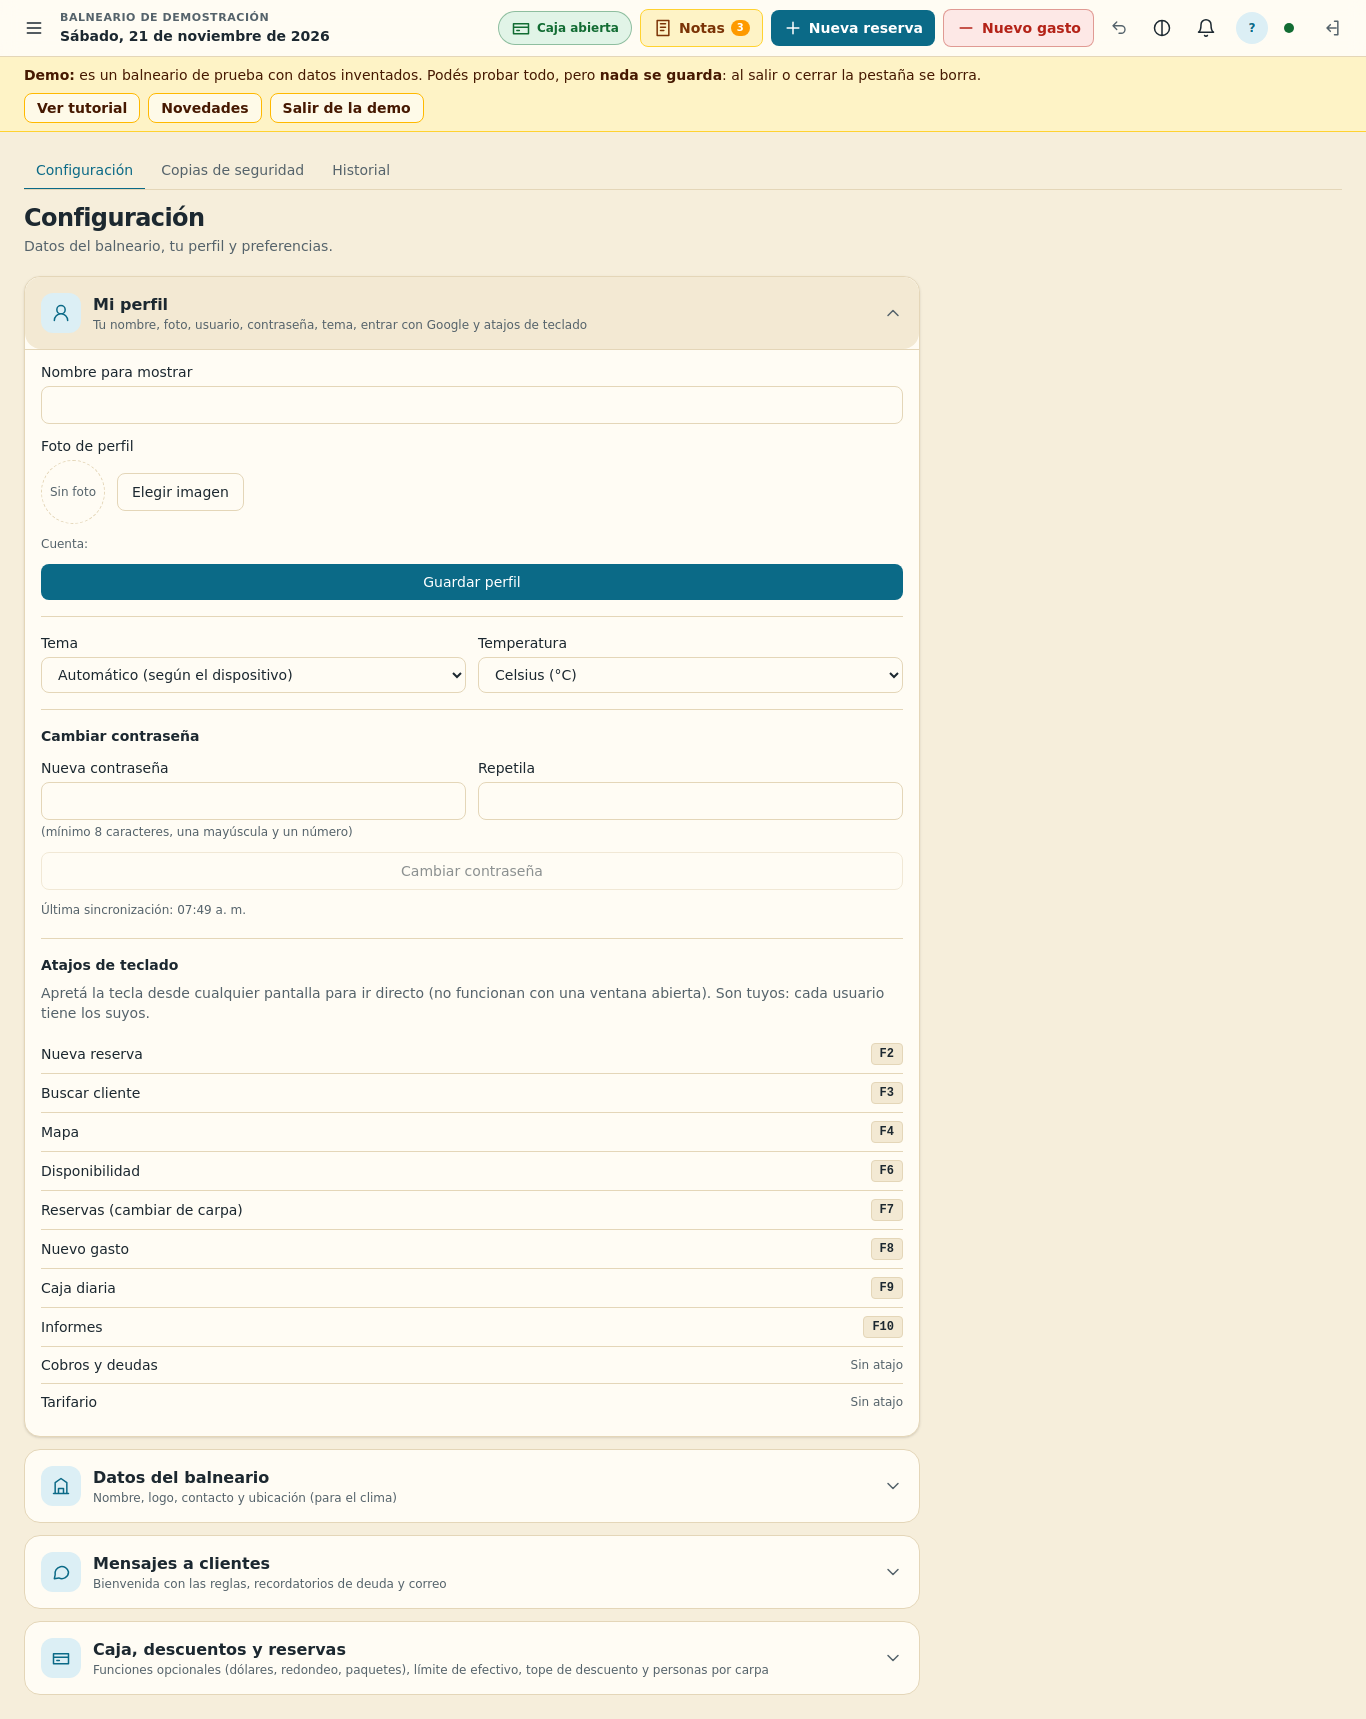 BALNEARIO DE DEMOSTRACIÓN
Sábado, 21 de noviembre de 2026
Caja abierta
Notas 3
Nueva reserva
Nuevo gasto
?
Demo: es un balneario de prueba con datos inventados. Podés probar todo, pero nada se guarda: al salir o cerrar la pestaña se borra.
Ver tutorial
Novedades
Salir de la demo
Configuración
Copias de seguridad
Historial
Configuración
Datos del balneario, tu perfil y preferencias.
Mi perfil
Tu nombre, foto, usuario, contraseña, tema, entrar con Google y atajos de teclado
Nombre para mostrar
Foto de perfil
Sin foto
Elegir imagen
Cuenta:
Guardar perfil
Tema
Temperatura
Automático (según el dispositivo)
Celsius (°C)
Cambiar contraseña
Nueva contraseña
Repetila
(mínimo 8 caracteres, una mayúscula y un número)
Cambiar contraseña
Última sincronización: 07:49 a. m.
Atajos de teclado
Apretá la tecla desde cualquier pantalla para ir directo (no funcionan con una ventana abierta). Son tuyos: cada usuario
tiene los suyos.
Nueva reserva F2
Buscar cliente F3
Mapa F4
Disponibilidad F6
Reservas (cambiar de carpa) F7
Nuevo gasto F8
Caja diaria F9
Informes F10
Cobros y deudas Sin atajo
Tarifario Sin atajo
Datos del balneario
Nombre, logo, contacto y ubicación (para el clima)
Mensajes a clientes
Bienvenida con las reglas, recordatorios de deuda y correo
Caja, descuentos y reservas
Funciones opcionales (dólares, redondeo, paquetes), límite de efectivo, tope de descuento y personas por carpa